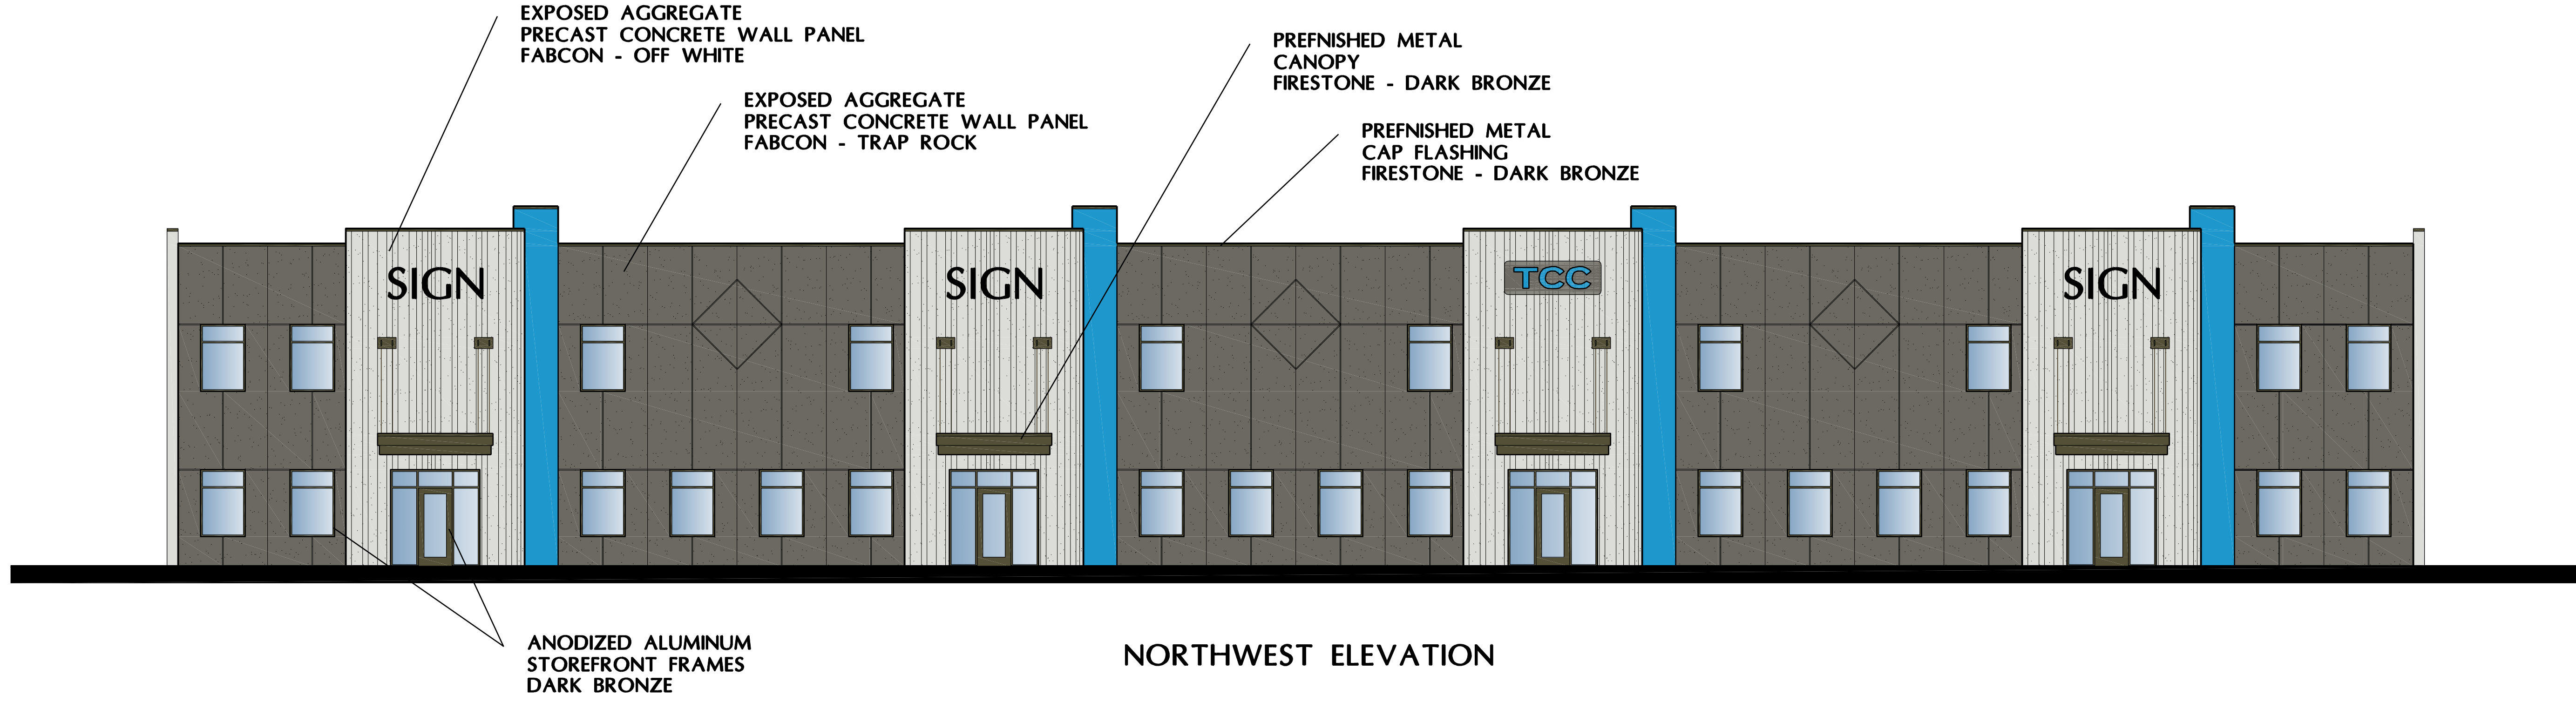 EXPOSED AGGREGATE
PRECAST CONCRETE WALL PANEL
FABCON - OFF WHITE
EXPOSED AGGREGATE
PRECAST CONCRETE WALL PANEL
FABCON - TRAP ROCK
PREFNISHED METAL
CANOPY
FIRESTONE - DARK BRONZE
PREFNISHED METAL
CAP FLASHING
FIRESTONE - DARK BRONZE
SIGN
SIGN
TCC
SIGN
ANODIZED ALUMINUM
STOREFRONT FRAMES
DARK BRONZE
NORTHWEST ELEVATION